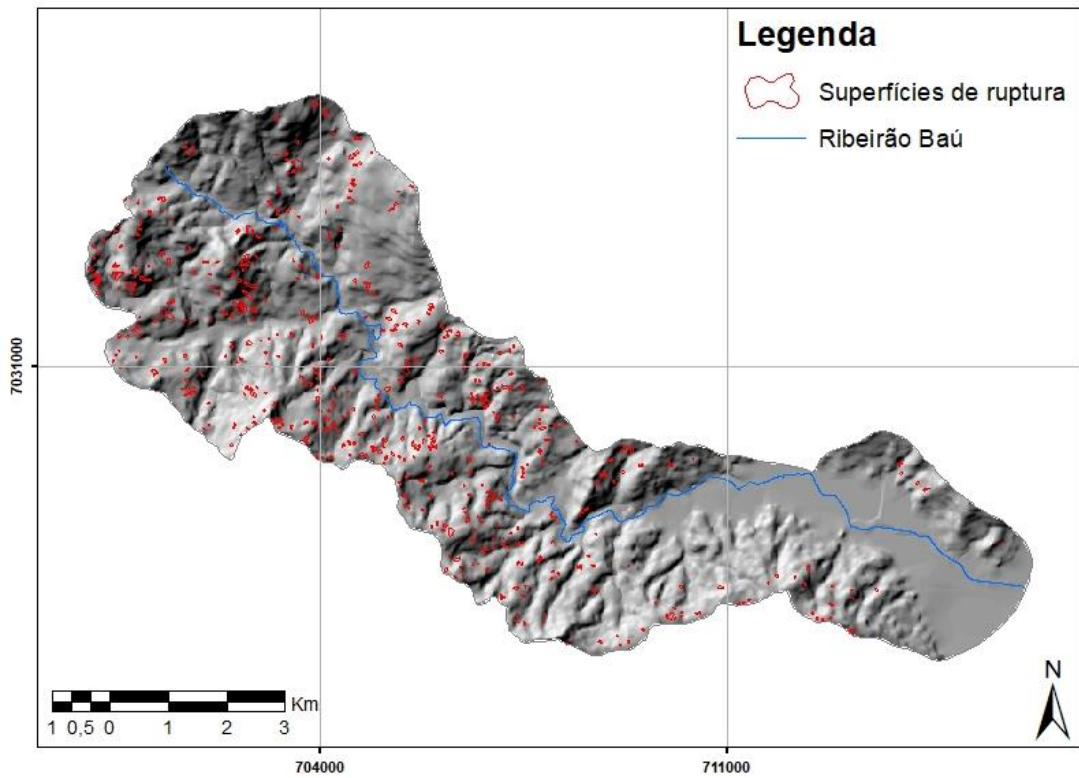 Legenda
Superfícies de ruptura
Ribeirão Baú
7031000
N
Km
1 0,5 0 1 2 3
704000 711000